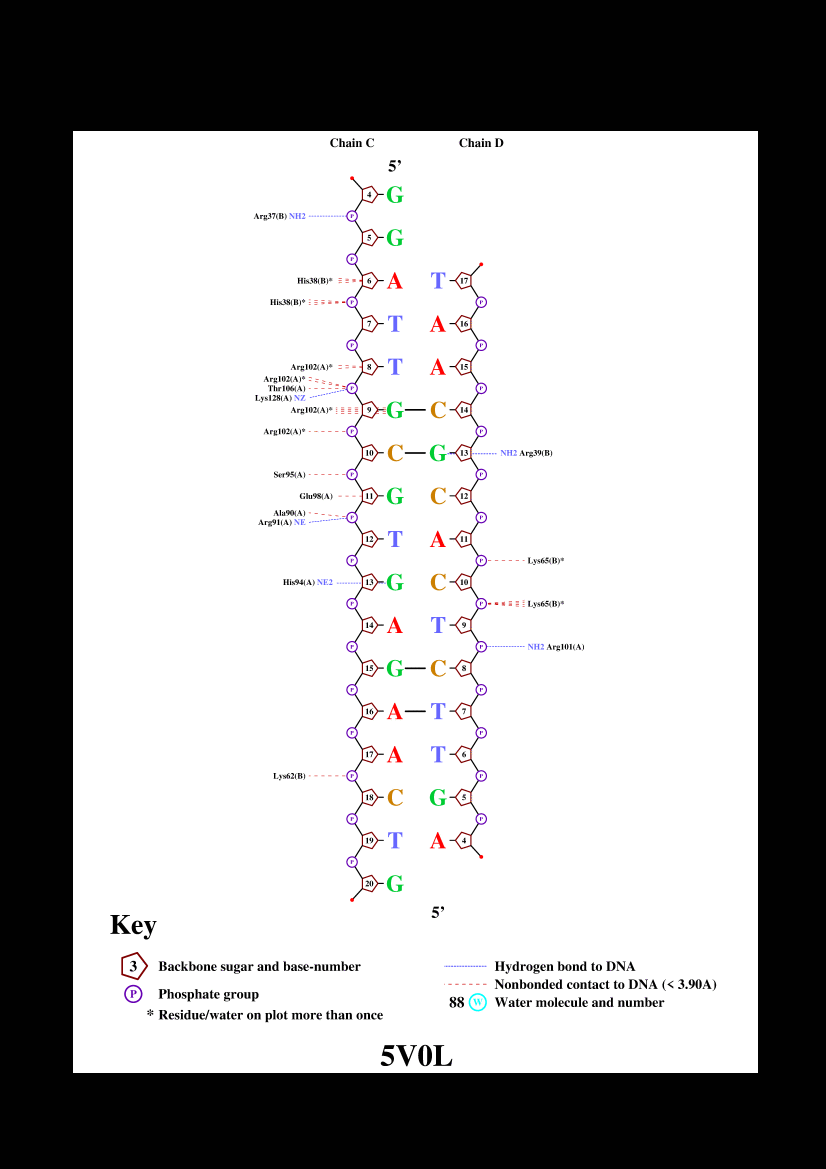 Chain C Chain D
5’
4 G
P
Arg37(B) NH2
5 G
P
His38(B)* 6 A T 17
His38(B)* P P
7 T A 16
P P
Arg102(A)* 8 T A 15
Arg102(A)*
Thr106(A) P P
Lys128(A) NZ
Arg102(A)* 9 G C 14
Arg102(A)* P P
10 C G 13 NH2 Arg39(B)
Ser95(A) P P
Glu98(A) 11 G C 12
Ala90(A)
P P
Arg91(A) NE
12 T A 11
P P Lys65(B)*
His94(A) NE2 13 G C 10
P P Lys65(B)*
14 A T 9
P P NH2 Arg101(A)
15 G C 8
P P
16 A T 7
P P
17 A T 6
Lys62(B) P P
18 C G 5
P P
19 T A 4
P
20 G
5’
Key
3 Backbone sugar and base-number
P Phosphate group
* Residue/water on plot more than once
Hydrogen bond to DNA
Nonbonded contact to DNA (< 3.90A)
88 W Water molecule and number
5V0L